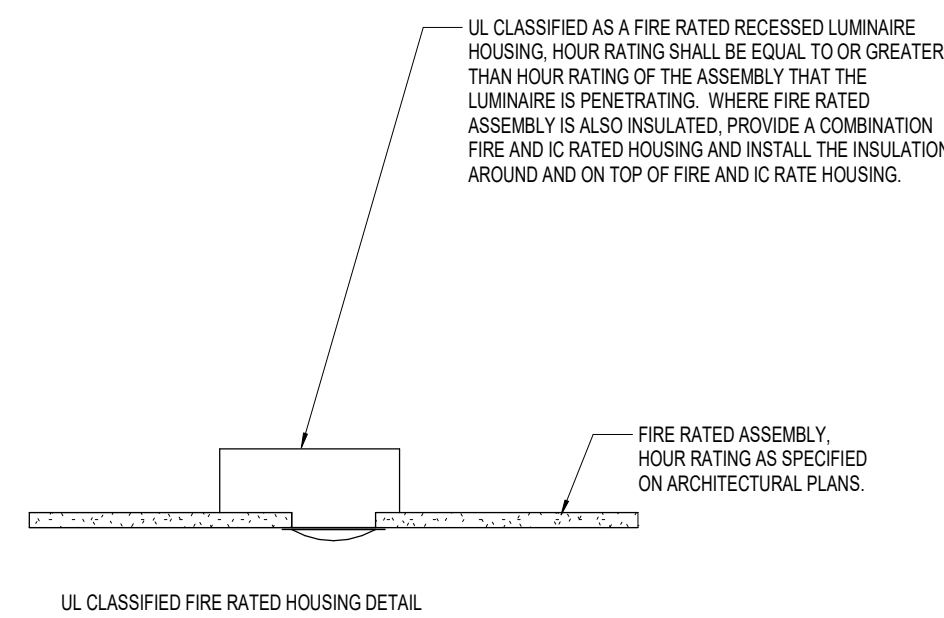 UL CLASSIFIED AS A FIRE RATED RECESSED LUMINAIRE
HOUSING, HOUR RATING SHALL BE EQUAL TO OR GREATER
THAN HOUR RATING OF THE ASSEMBLY THAT THE
LUMINAIRE IS PENETRATING. WHERE FIRE RATED
ASSEMBLY IS ALSO INSULATED, PROVIDE A COMBINATION
FIRE AND IC RATED HOUSING AND INSTALL THE INSULATION
AROUND AND ON TOP OF FIRE AND IC RATE HOUSING.
FIRE RATED ASSEMBLY,
HOUR RATING AS SPECIFIED
ON ARCHITECTURAL PLANS.
UL CLASSIFIED FIRE RATED HOUSING DETAIL